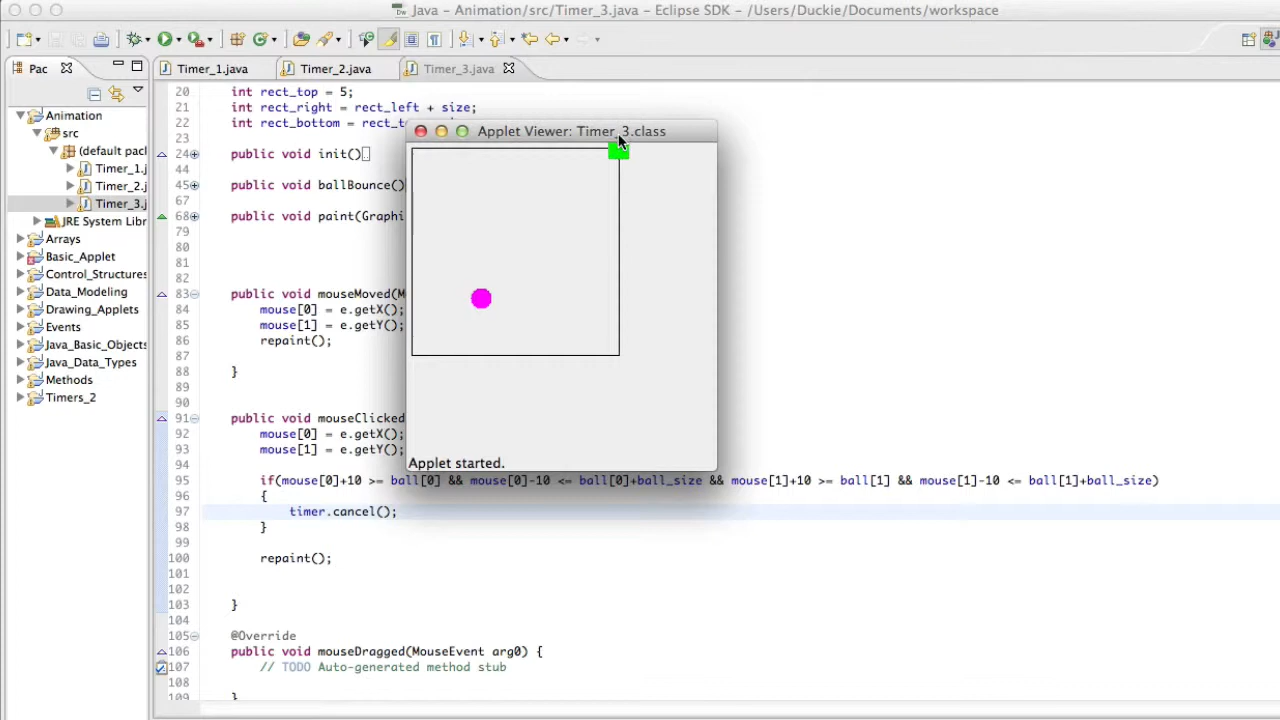 Java - Animation/src/Timer_3.java - Eclipse SDK - /Users/Duckie/Documents/workspace
Pac
Timer_1.java
Timer_2.java
Timer_3.java
Animation
src
(default pacl
Timer_1.j
Timer_2.j
Timer_3.j
JRE System Libr
Arrays
Basic_Applet
Control_Structures
Data_Modeling
Drawing_Applets
Events
Java_Basic_Objects
Java_Data_Types
Methods
Timers_2
20 int rect_top = 5;
21 int rect_right = rect_left + size;
22 int rect_bottom = rect_to
23
24 public void init()
44
45 public void ballBounce()
67
68 public void paint(Graphi
79
80
81
82
83 public void mouseMoved(M
84 mouse[0] = e.getX();
85 mouse[1] = e.getY();
86 repaint();
87
88 }
89
90
91 public void mouseClicked
92 mouse[0] = e.getX();
93 mouse[1] = e.getY();
94
95 if(mouse[0]+10 >= ball[0] && mouse[0]-10 <= ball[0]+ball_size && mouse[1]+10 >= ball[1] && mouse[1]-10 <= ball[1]+ball_size)
96 {
97 timer.cancel();
98 }
99
100 repaint();
101
102
103 }
104
105 @Override
106 public void mouseDragged(MouseEvent arg0) {
107 // TODO Auto-generated method stub
108
109 }
Applet Viewer: Timer_3.class
Applet started.